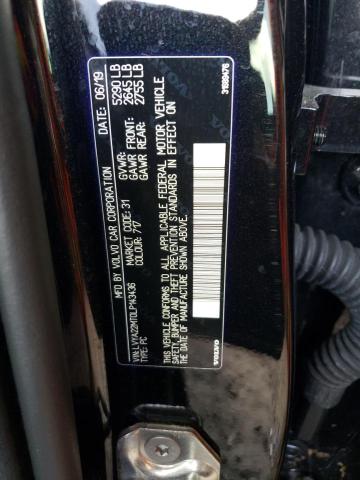 MFD BY VOLVO CAR CORPORATION DATE: 06/19
GVWR: 5290 LB
MARKET CODE: 31 GAWR FRONT: 2645 LB
COLOUR: 717 GAWR REAR: 2755 LB
VIN: LVYA22MT0LP143436
TYPE: PC
THIS VEHICLE CONFORMS TO ALL APPLICABLE FEDERAL MOTOR VEHICLE
SAFETY, BUMPER AND THEFT PREVENTION STANDARDS IN EFFECT ON
THE DATE OF MANUFACTURE SHOWN ABOVE.
VOLVO 31689476